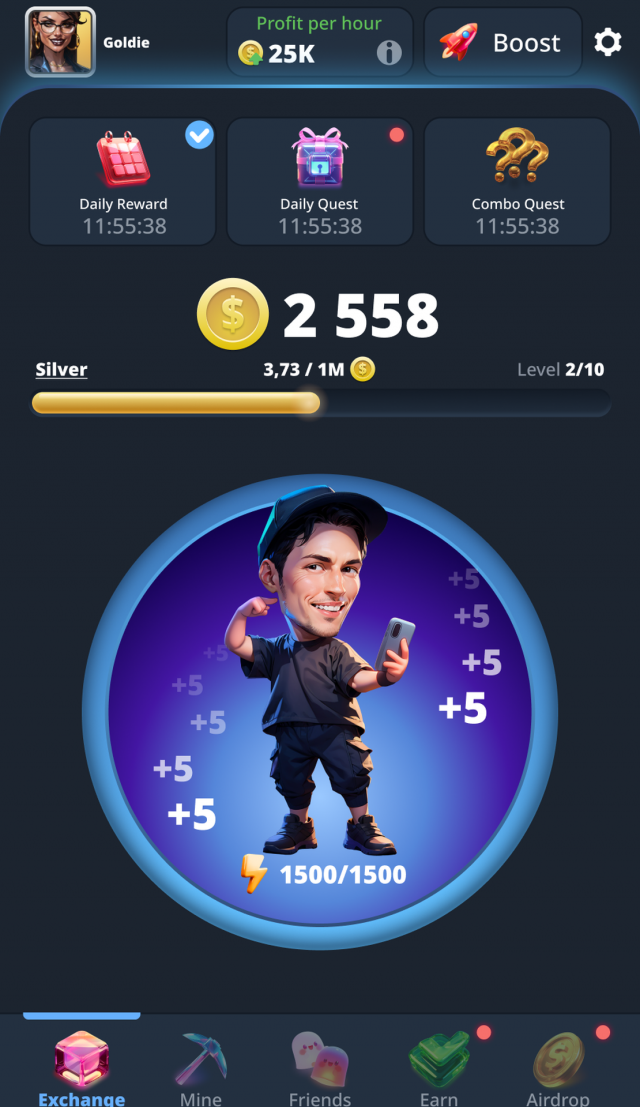 Profit per hour
Goldie
25K
Boost
Daily Reward
11:55:38
Daily Quest
11:55:38
Combo Quest
11:55:38
$ 2 558
Silver
3,73 / 1M $
Level 2/10
+5
+5
+5
+5
+5
+5
+5
+5
+5
1500/1500
Exchange
Mine
Friends
Earn
Airdrop